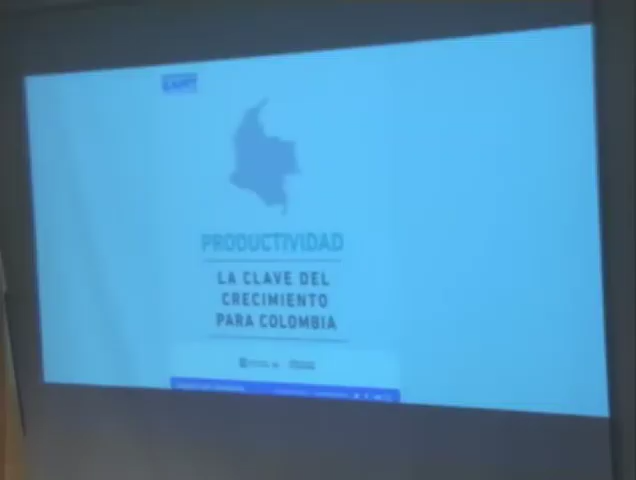 PRODUCTIVIDAD
LA CLAVE DEL
CRECIMIENTO
PARA COLOMBIA